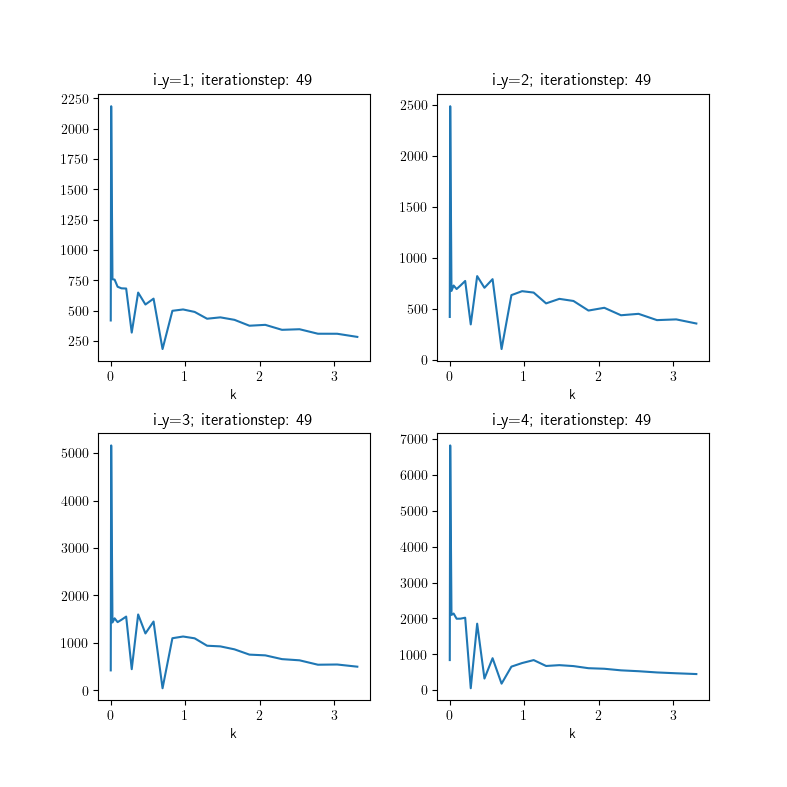 i_y=1; iterationstep: 49
2250
2000
1750
1500
1250
1000
750
500
250
0 1 2 3
k
i_y=2; iterationstep: 49
2500
2000
1500
1000
500
0
0 1 2 3
k
i_y=3; iterationstep: 49
5000
4000
3000
2000
1000
0
0 1 2 3
k
i_y=4; iterationstep: 49
7000
6000
5000
4000
3000
2000
1000
0
0 1 2 3
k